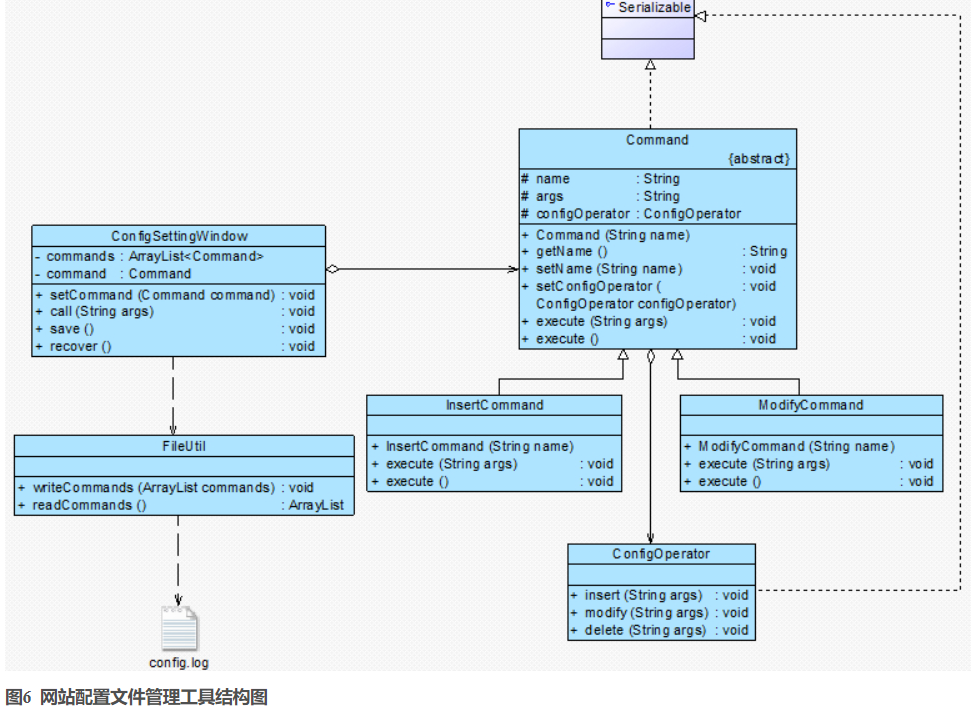 Serializable
Command
{abstract}
# name : String
# args : String
# configOperator : ConfigOperator
+ Command (String name)
+ getName () : String
+ setName (String name) : void
+ setConfigOperator ( : void
ConfigOperator configOperator)
+ execute (String args) : void
+ execute () : void
ConfigSettingWindow
- commands : ArrayList<Command>
- command : Command
+ setCommand (Command command) : void
+ call (String args) : void
+ save () : void
+ recover () : void
InsertCommand
+ InsertCommand (String name)
+ execute (String args) : void
+ execute () : void
ModifyCommand
+ ModifyCommand (String name)
+ execute (String args) : void
+ execute () : void
FileUtil
+ writeCommands (ArrayList commands) : void
+ readCommands () : ArrayList
ConfigOperator
+ insert (String args) : void
+ modify (String args) : void
+ delete (String args) : void
config.log
图6 网站配置文件管理工具结构图